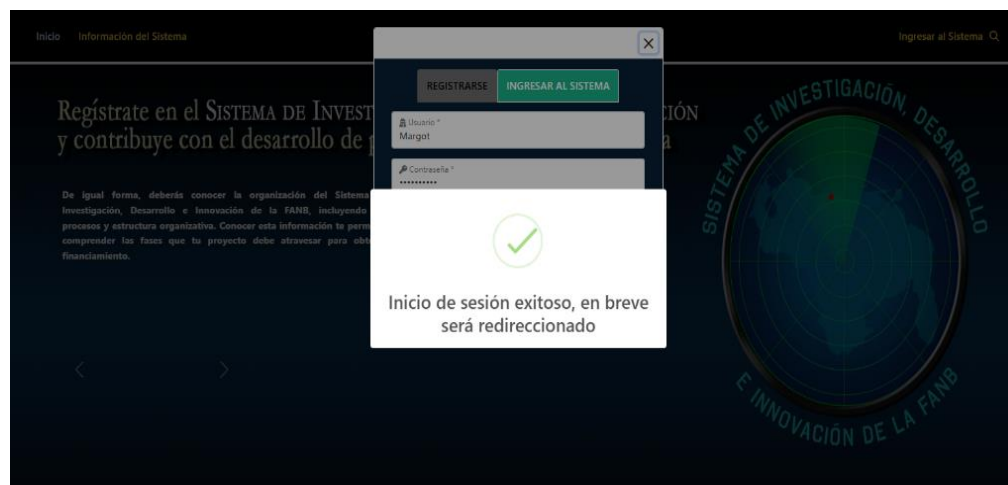 Inicio Información del Sistema
Ingresar al Sistema
REGISTRARSE INGRESAR AL SISTEMA
Usuario *
Margot
Contraseña *
••••••••••
Regístrate en el SISTEMA DE INVEST
y contribuye con el desarrollo de
De igual forma, deberás conocer la organización del Sistema
Investigación, Desarrollo e Innovación de la FANB, incluyendo
procesos y estructura organizativa. Conocer esta información te perm
comprender las fases que tu proyecto debe atravesar para obt
financiamiento.
Inicio de sesión exitoso, en breve
será redireccionado
SISTEMA DE INVESTIGACIÓN, DESARROLLO
E INNOVACIÓN DE LA FANB